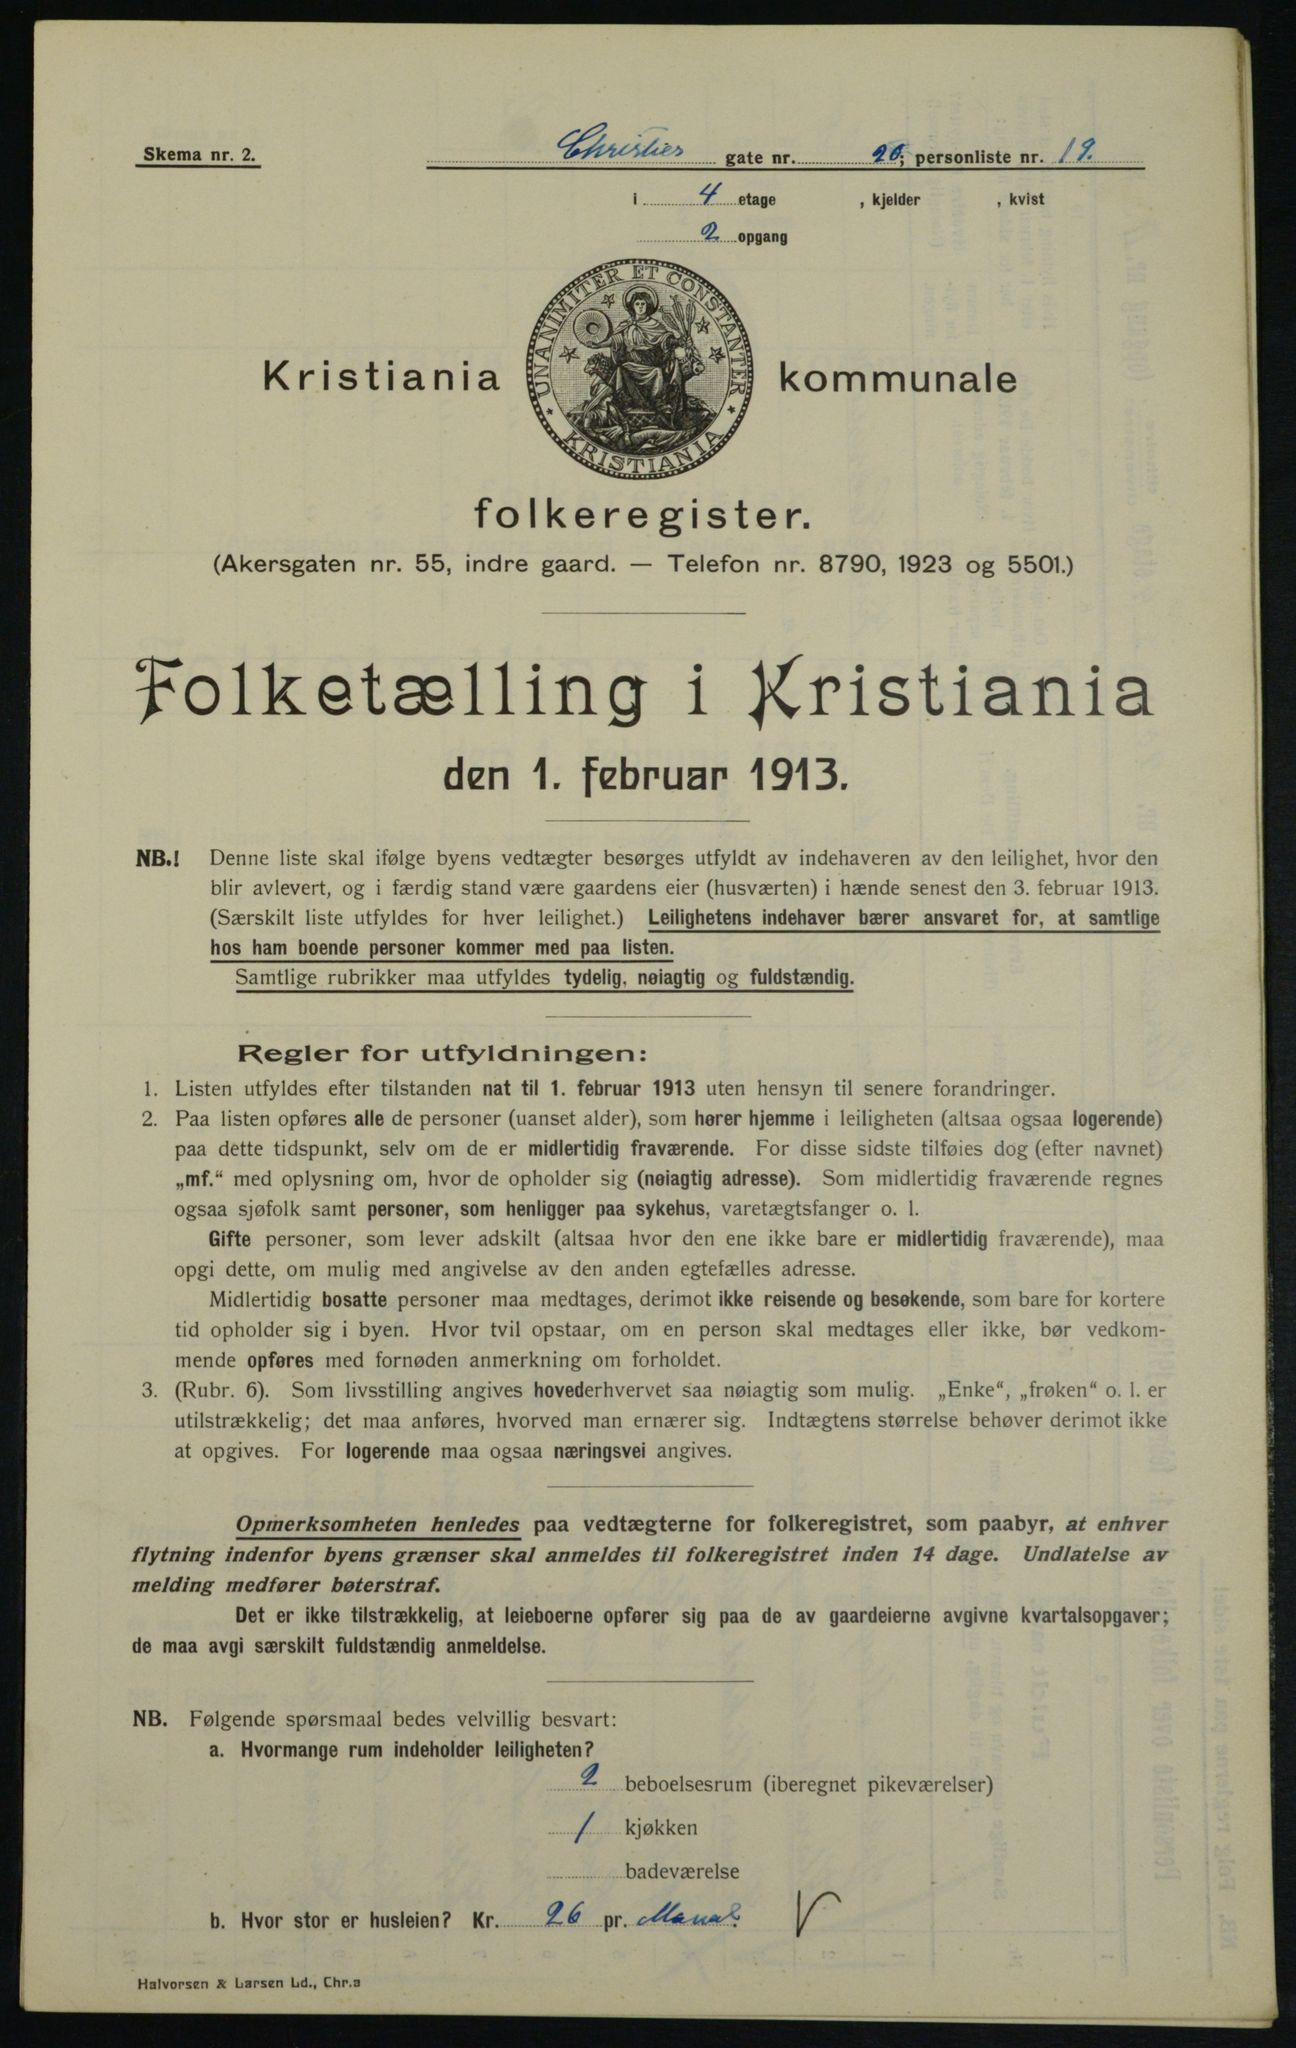 Skema nr. 2.
Christies gate nr. 20; personliste nr. 19.
i 4 etage , kjelder , kvist
2 opgang
UNANIMITER ET CONSTANTER
KRISTIANIA
Kristiania kommunale
folkeregister.
(Akersgaten nr. 55, indre gaard. — Telefon nr. 8790, 1923 og 5501.)
Folketælling i Kristiania
den 1. februar 1913.
NB.! Denne liste skal ifølge byens vedtægter besørges utfyldt av indehaveren av den leilighet, hvor den
blir avlevert, og i færdig stand være gaardens eier (husværten) i hænde senest den 3. februar 1913.
(Særskilt liste utfyldes for hver leilighet.) Leilighetens indehaver bærer ansvaret for, at samtlige
hos ham boende personer kommer med paa listen.
Samtlige rubrikker maa utfyldes tydelig, nøiagtig og fuldstændig.
Regler for utfyldningen:
1. Listen utfyldes efter tilstanden nat til 1. februar 1913 uten hensyn til senere forandringer.
2. Paa listen opføres alle de personer (uanset alder), som hører hjemme i leiligheten (altsaa ogsaa logerende)
paa dette tidspunkt, selv om de er midlertidig fraværende. For disse sidste tilføies dog (efter navnet)
„mf.“ med oplysning om, hvor de opholder sig (nøiagtig adresse). Som midlertidig fraværende regnes
ogsaa sjøfolk samt personer, som henligger paa sykehus, varetægtsfanger o. l.
Gifte personer, som lever adskilt (altsaa hvor den ene ikke bare er midlertidig fraværende), maa
opgi dette, om mulig med angivelse av den anden egtefælles adresse.
Midlertidig bosatte personer maa medtages, derimot ikke reisende og besøkende, som bare for kortere
tid opholder sig i byen. Hvor tvil opstaar, om en person skal medtages eller ikke, bør vedkom-
mende opføres med fornøden anmerkning om forholdet.
3. (Rubr. 6). Som livsstilling angives hovederhvervet saa nøiagtig som mulig. „Enke“, „frøken“ o. l. er
utilstrækkelig; det maa anføres, hvorved man ernærer sig. Indtægtens størrelse behøver derimot ikke
at opgives. For logerende maa ogsaa næringsvei angives.
Opmerksomheten henledes paa vedtægterne for folkeregistret, som paabyr, at enhver
flytning indenfor byens grænser skal anmeldes til folkeregistret inden 14 dage. Undlatelse av
melding medfører bøterstraf.
Det er ikke tilstrækkelig, at leieboerne opfører sig paa de av gaardeierne avgivne kvartalsopgaver;
de maa avgi særskilt fuldstændig anmeldelse.
NB. Følgende spørsmaal bedes velvillig besvart:
a. Hvormange rum indeholder leiligheten?
2 beboelsesrum (iberegnet pikeværelser)
1 kjøkken
badeværelse
b. Hvor stor er husleien? Kr. 26 pr. Maned.
Halvorsen & Larsen Ld., Chr.a